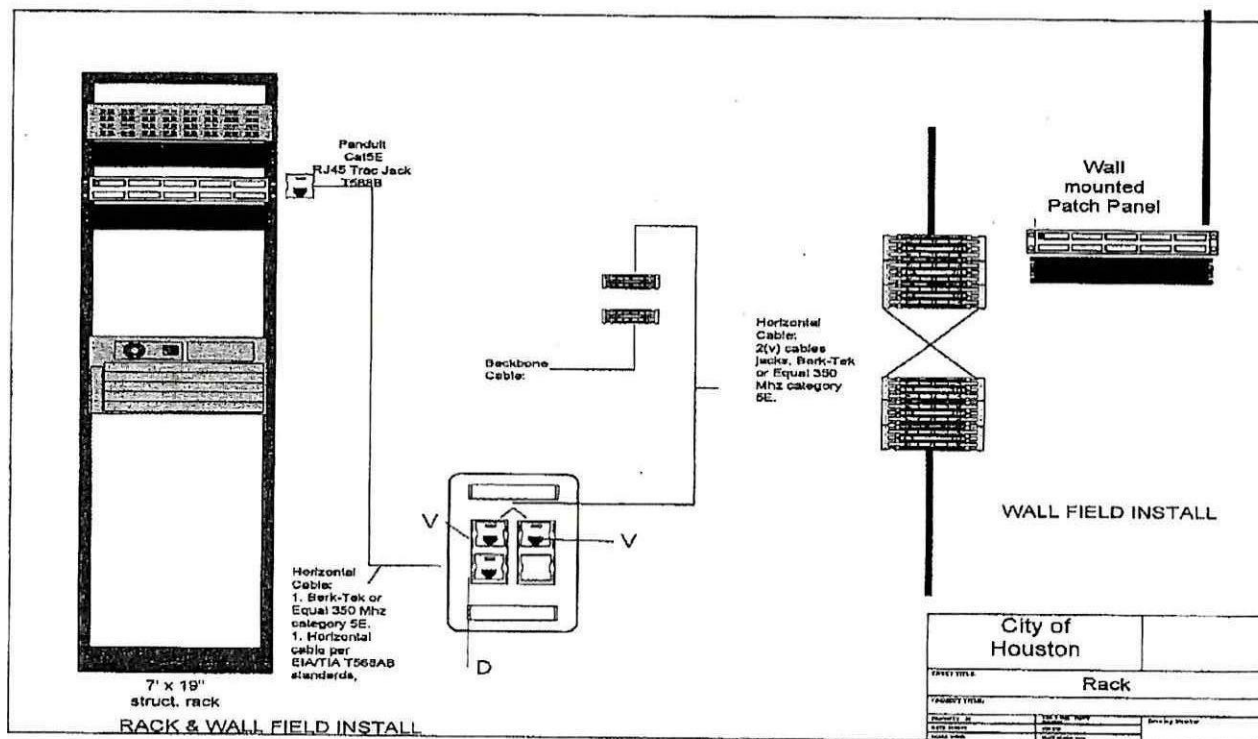 Panduit
Cat5E
RJ45 Trac Jack
T568B
Wall
mounted
Patch Panel
Backbone
Cable:
Horizontal
Cable:
2(v) cables
jacks, Berk-Tek
or Equal 350
Mhz category
5E.
V
V
D
WALL FIELD INSTALL
Horizontal
Cable:
1. Berk-Tek or
Equal 350 Mhz
category 5E.
1. Horizontal
cable per
EIA/TIA T568AB
standards,
7' x 19"
struct. rack
RACK & WALL FIELD INSTALL
City of
Houston
Rack